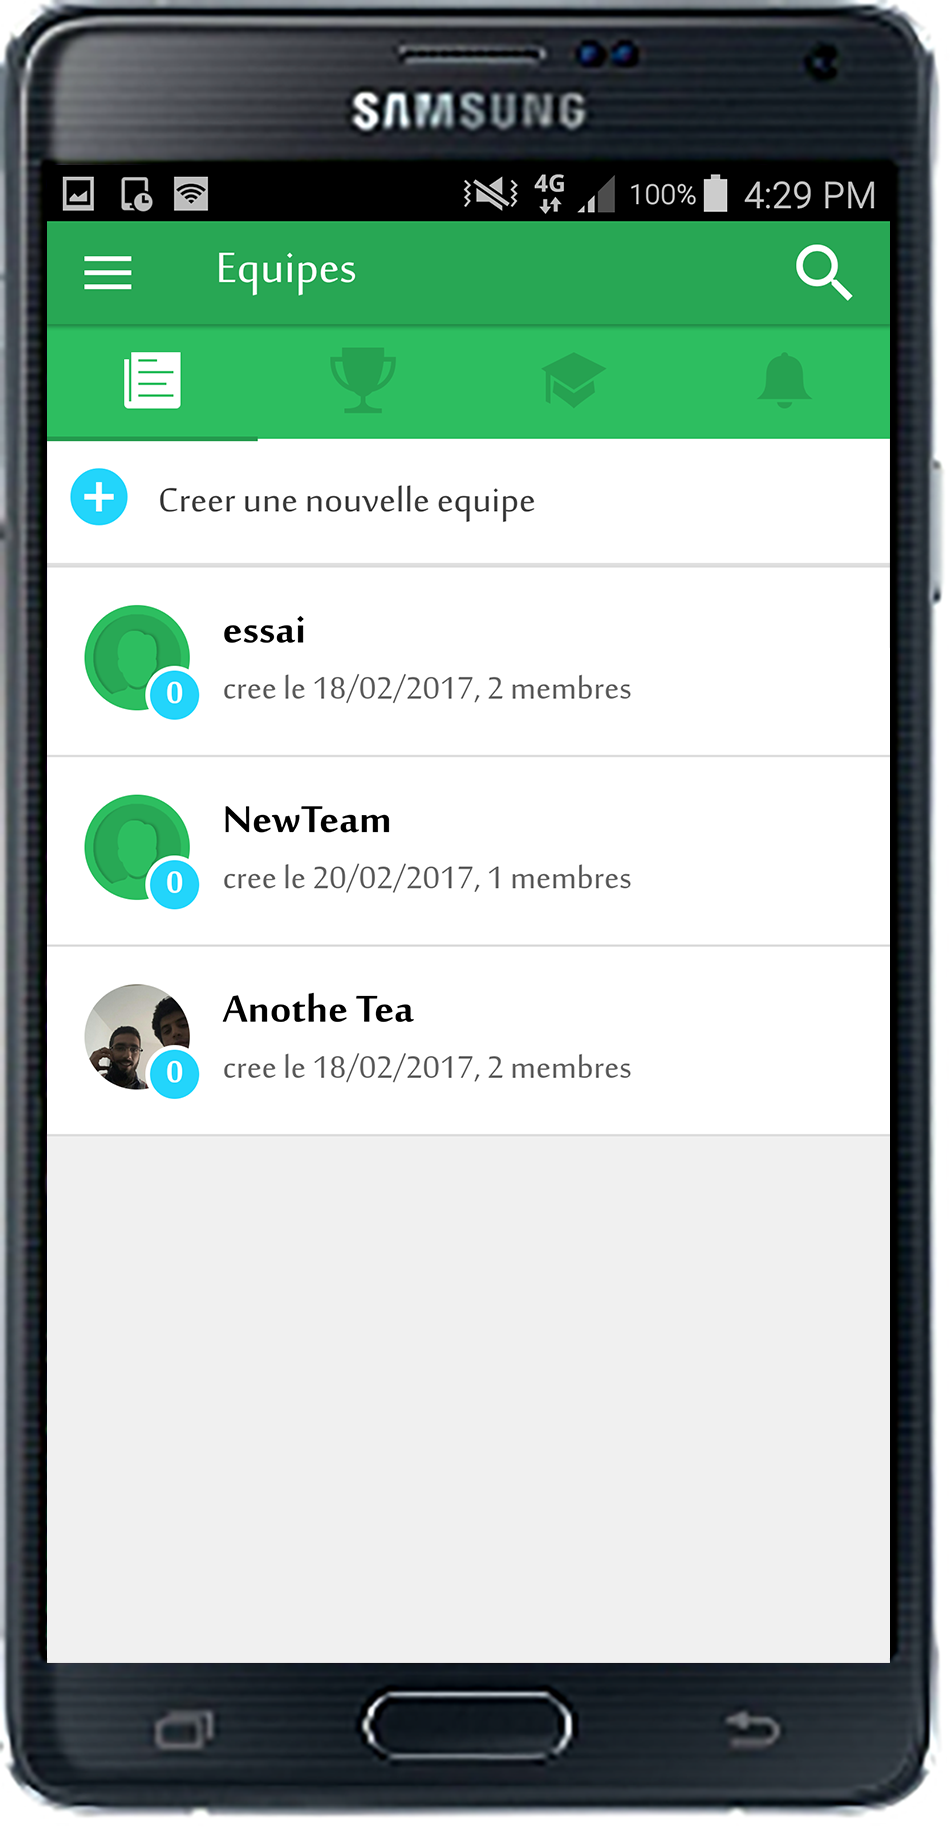 SAMSUNG
4G 100% 4:29 PM
Equipes
Creer une nouvelle equipe
essai
0
cree le 18/02/2017, 2 membres
NewTeam
0
cree le 20/02/2017, 1 membres
Anothe Tea
0
cree le 18/02/2017, 2 membres